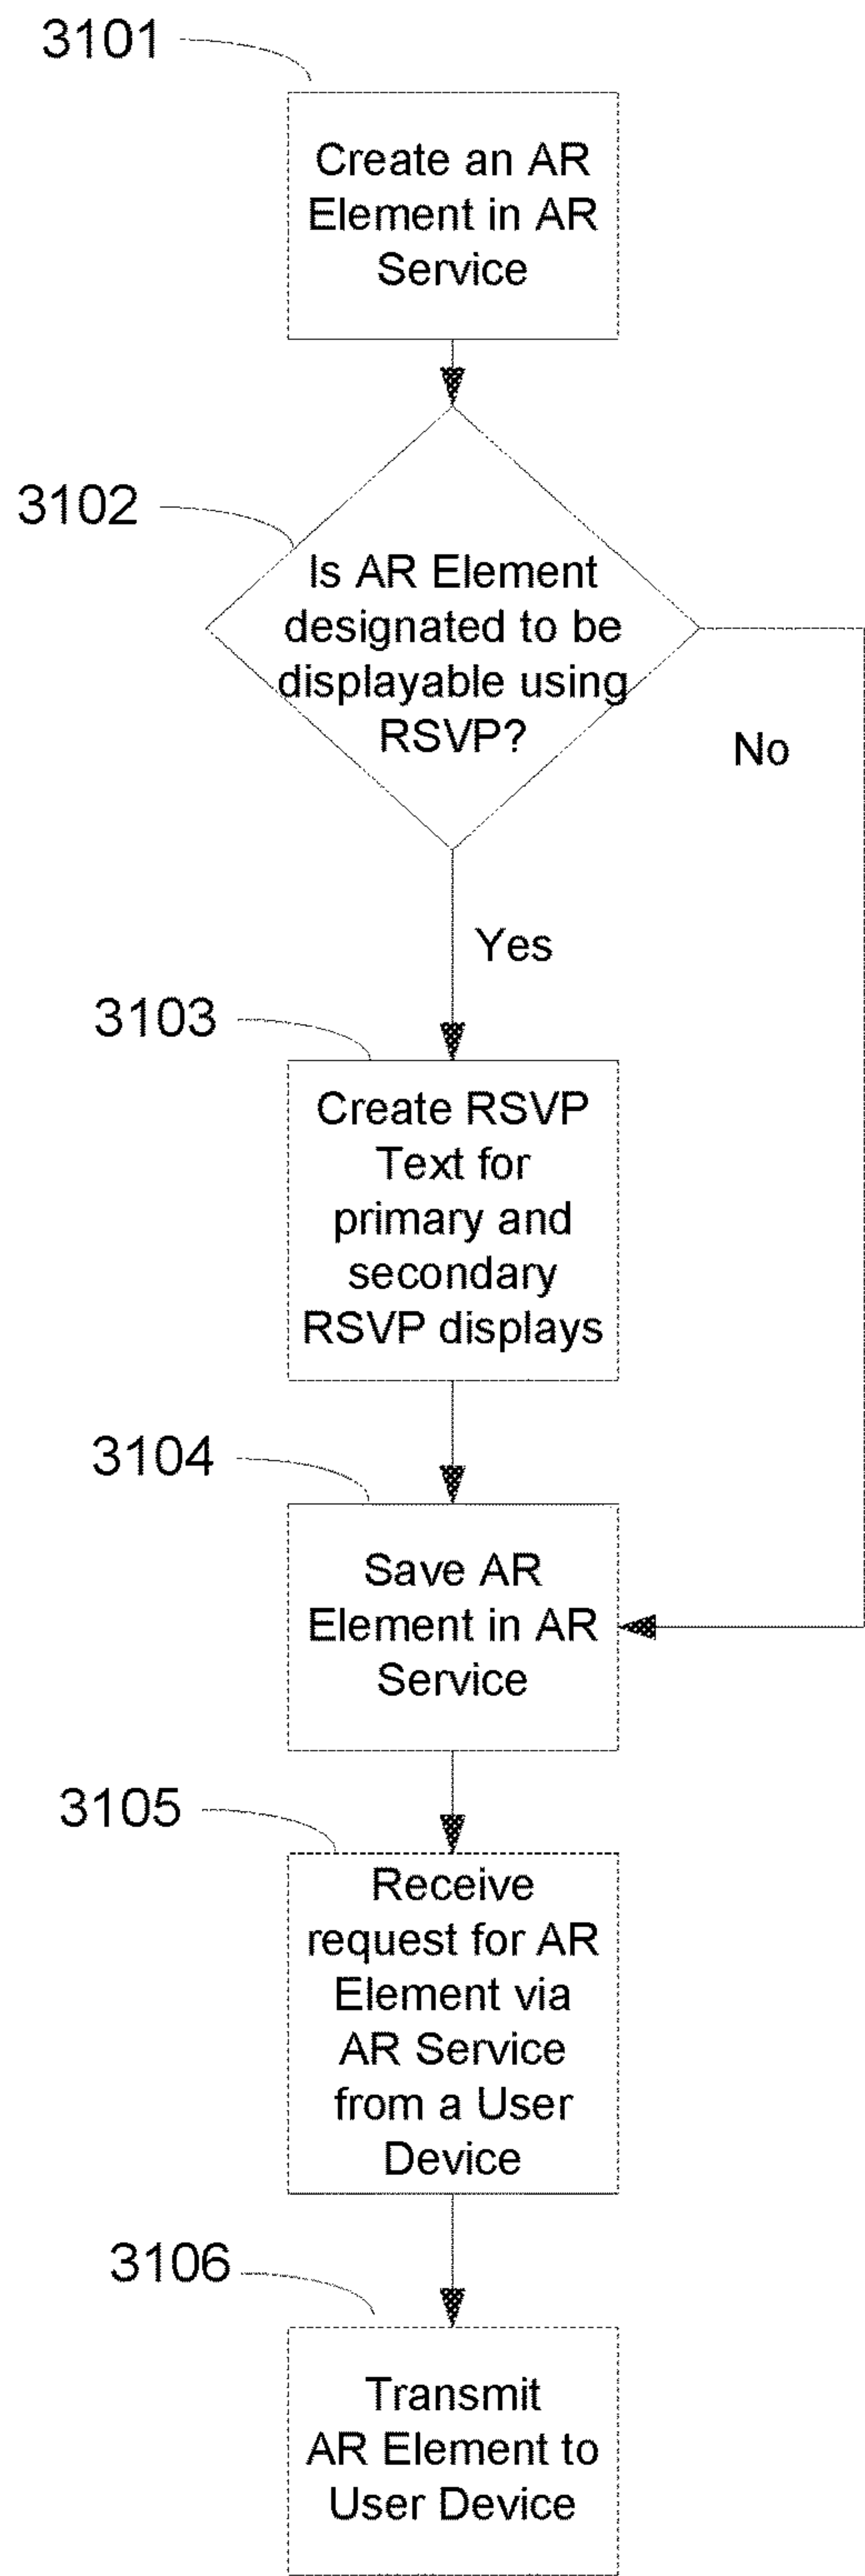 3101
Create an AR
Element in AR
Service
3102
Is AR Element
designated to be
displayable using
RSVP?
No
Yes
3103
Create RSVP
Text for
primary and
secondary
RSVP displays
3104
Save AR
Element in AR
Service
3105
Receive
request for AR
Element via
AR Service
from a User
Device
3106
Transmit
AR Element to
User Device